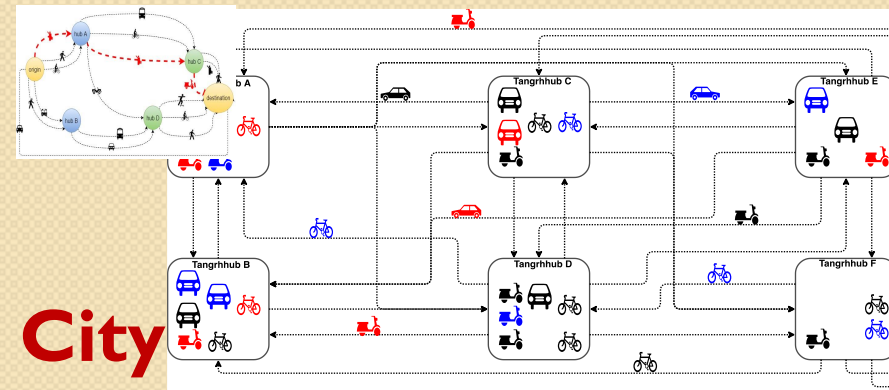 hub A
hub C
origin
destination
hub B
hub D
b A
Tangrhhub C
Tangrhhub E
Tangrhhub B
Tangrhhub D
Tangrhhub F
City